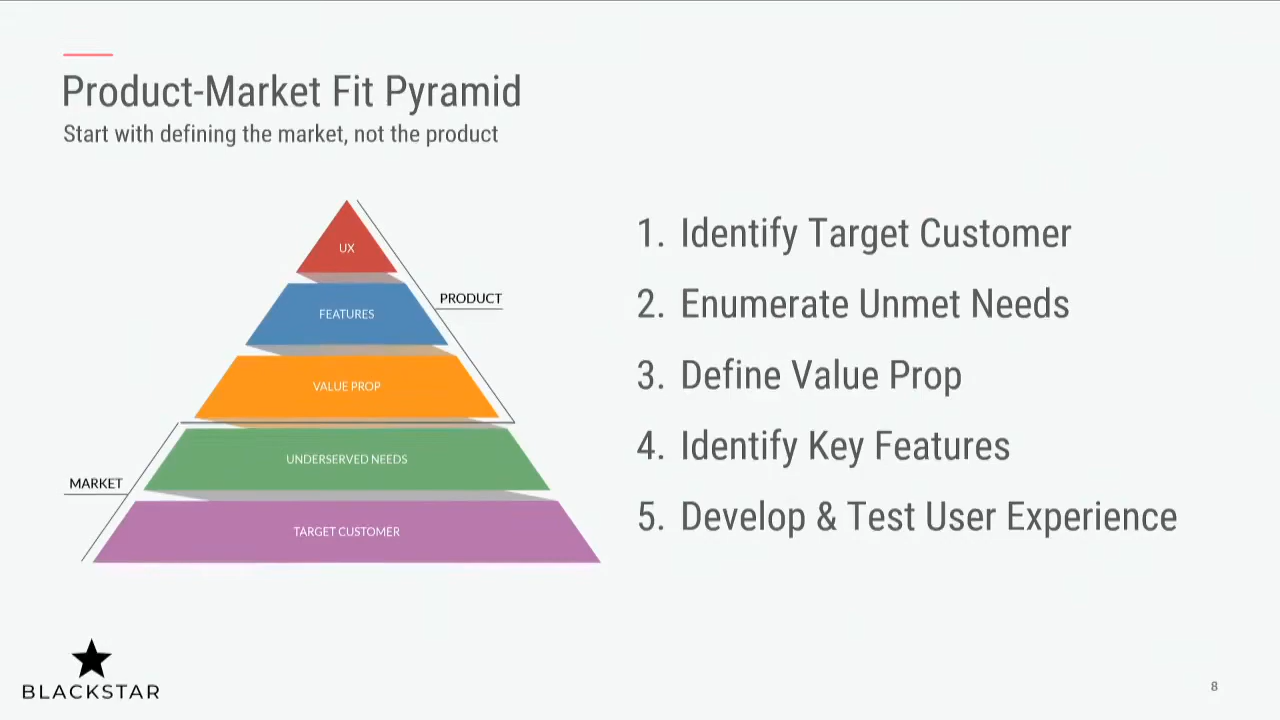 Product-Market Fit Pyramid
Start with defining the market, not the product
UX
FEATURES
VALUE PROP
UNDERSERVED NEEDS
TARGET CUSTOMER
PRODUCT
MARKET
1. Identify Target Customer
2. Enumerate Unmet Needs
3. Define Value Prop
4. Identify Key Features
5. Develop & Test User Experience
BLACKSTAR
8